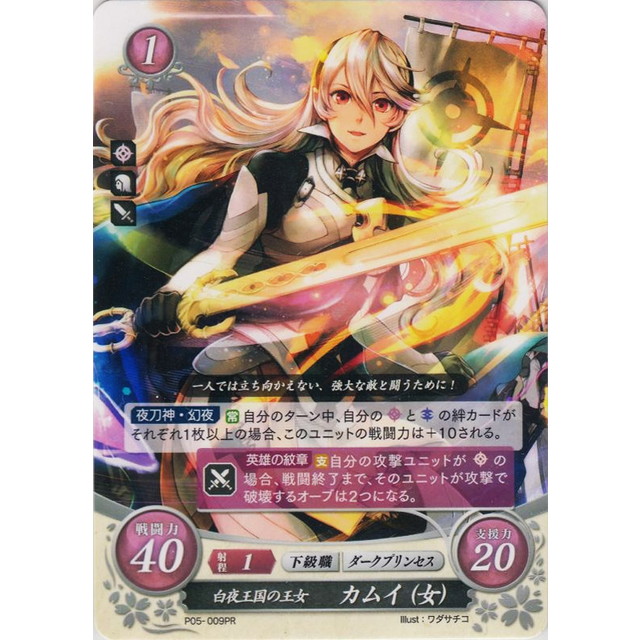 1
一人では立ち向かえない、強大な敵と闘うために！
夜刀神・幻夜 常 自分のターン中、自分の と の絆カードが
それぞれ1枚以上の場合、このユニットの戦闘力は＋10される。
英雄の紋章 支 自分の攻撃ユニットが の
場合、戦闘終了まで、そのユニットが攻撃で
破壊するオーブは2つになる。
戦闘力
40
射程 1
下級職
ダークプリンセス
支援力
20
白夜王国の王女 カムイ（女）
P05-009PR
Illust：ワダサチコ